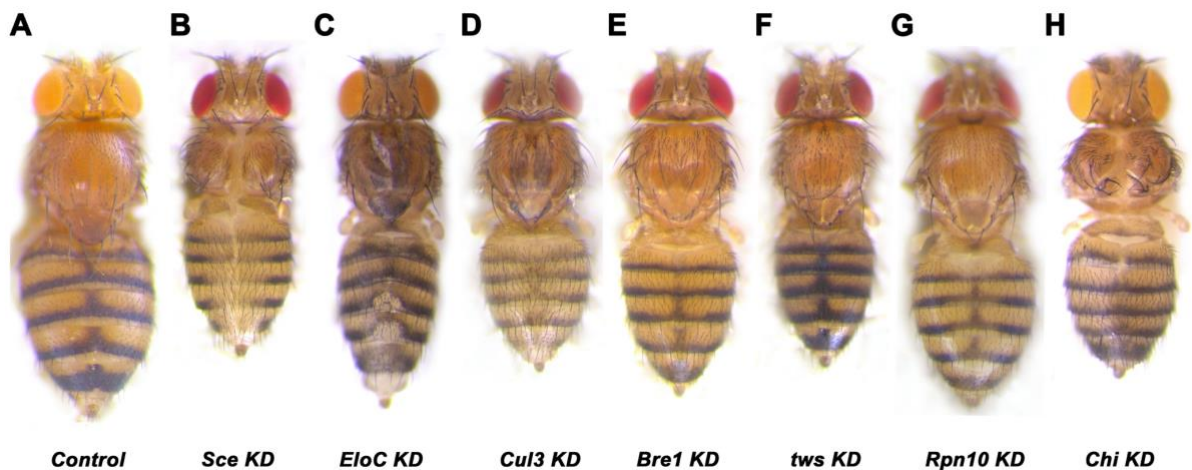 A B C D E F G H
Control Sce KD EloC KD Cul3 KD Bre1 KD tws KD Rpn10 KD Chi KD